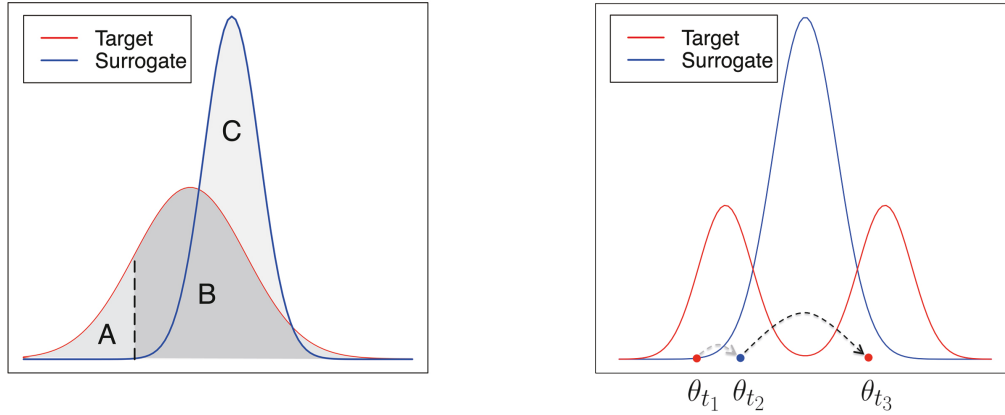 Target
Surrogate
C
B
A
Target
Surrogate
θt1 θt2 θt3